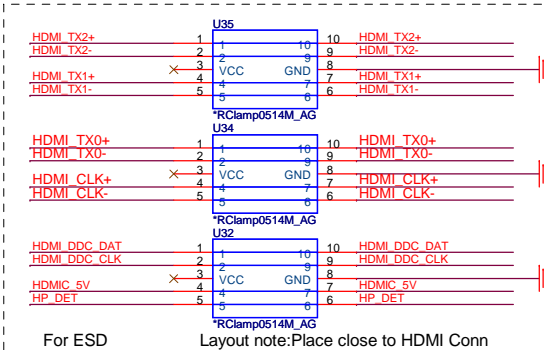 U35
HDMI_TX2+ 1 1 10 10 HDMI_TX2+
HDMI_TX2- 2 2 9 9 HDMI_TX2-
3 VCC GND 8
HDMI_TX1+ 4 4 7 7 HDMI_TX1+
HDMI_TX1- 5 5 6 6 HDMI_TX1-
*RClamp0514M_AG
U34
HDMI_TX0+ 1 1 10 10 HDMI_TX0+
HDMI_TX0- 2 2 9 9 HDMI_TX0-
3 VCC GND 8
HDMI_CLK+ 4 4 7 7 HDMI_CLK+
HDMI_CLK- 5 5 6 6 HDMI_CLK-
*RClamp0514M_AG
U32
HDMI_DDC_DAT 1 1 10 10 HDMI_DDC_DAT
HDMI_DDC_CLK 2 2 9 9 HDMI_DDC_CLK
3 VCC GND 8
HDMIC_5V 4 4 7 7 HDMIC_5V
HP_DET 5 5 6 6 HP_DET
*RClamp0514M_AG
For ESD Layout note:Place close to HDMI Conn